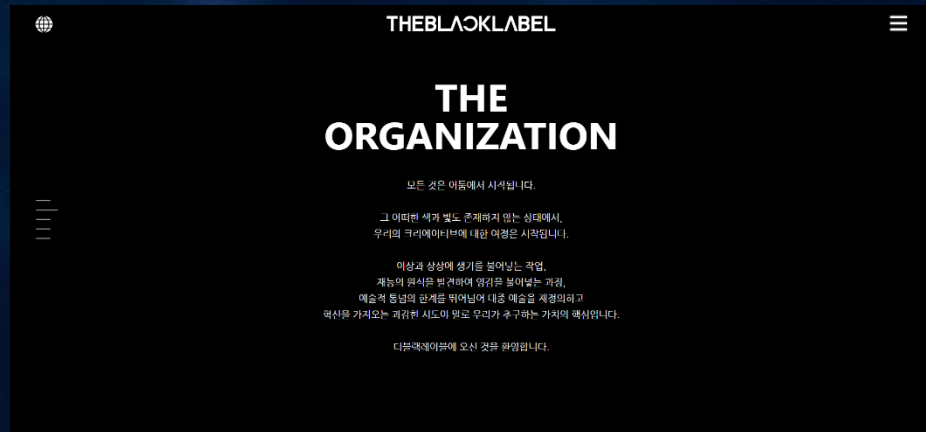 THEBLACKLABEL
THE
ORGANIZATION
모든 것은 어둠에서 시작됩니다.
그 어떠한 색과 빛도 존재하지 않는 상태에서,
우리의 크리에이티브에 대한 여정은 시작됩니다.
이상과 상상에 생기를 불어넣는 작업,
재능의 원석을 발견하여 영감을 불어넣는 과정,
예술적 통념의 한계를 뛰어넘어 대중 예술을 재정의하고
혁신을 가져오는 과감한 시도야 말로 우리가 추구하는 가치의 핵심입니다.
더블랙레이블에 오신 것을 환영합니다.